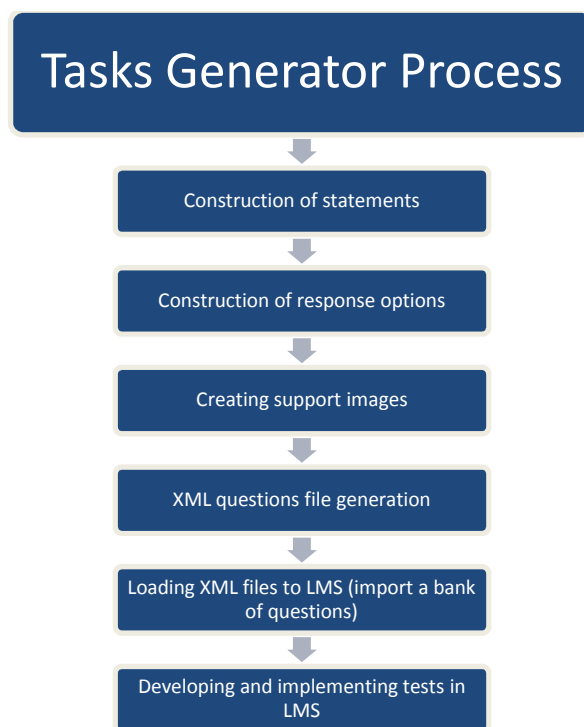 Tasks Generator Process
Construction of statements
Construction of response options
Creating support images
XML questions file generation
Loading XML files to LMS (import a bank
of questions)
Developing and implementing tests in
LMS